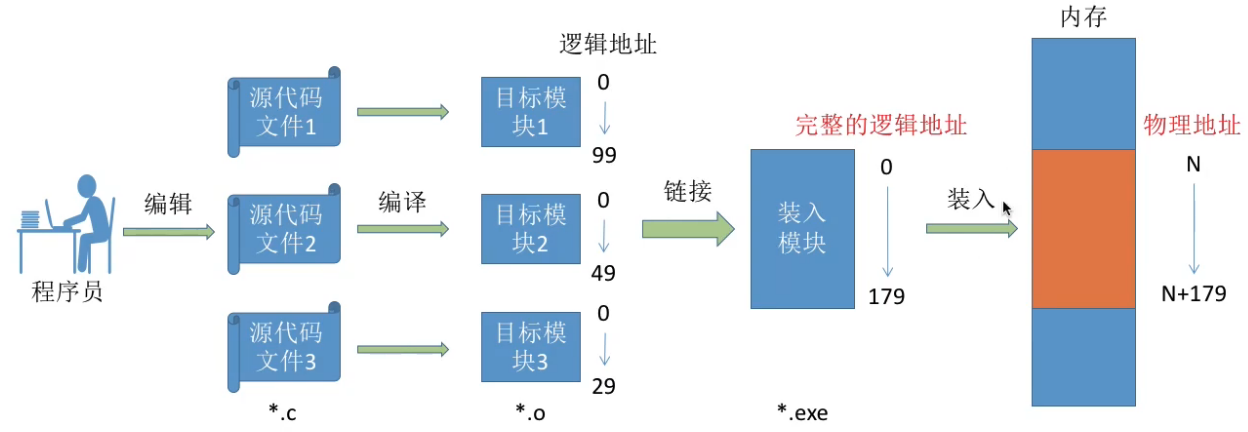 内存
逻辑地址
源代码
文件1
目标模
块1
0
99
完整的逻辑地址
物理地址
程序员
编辑
源代码
文件2
编译
目标模
块2
0
49
链接
装入
模块
0
179
装入
N
N+179
源代码
文件3
目标模
块3
0
29
*.c
*.o
*.exe